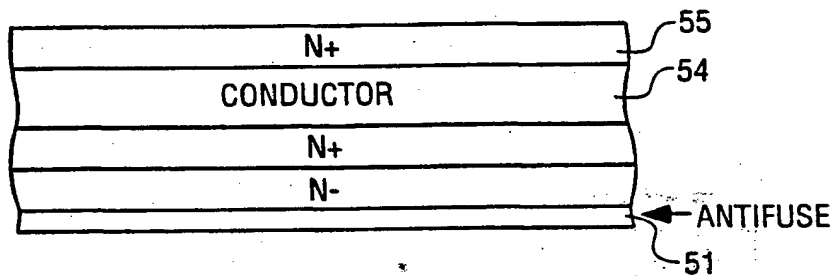 55
N+
54
CONDUCTOR
N+
N-
ANTIFUSE
51